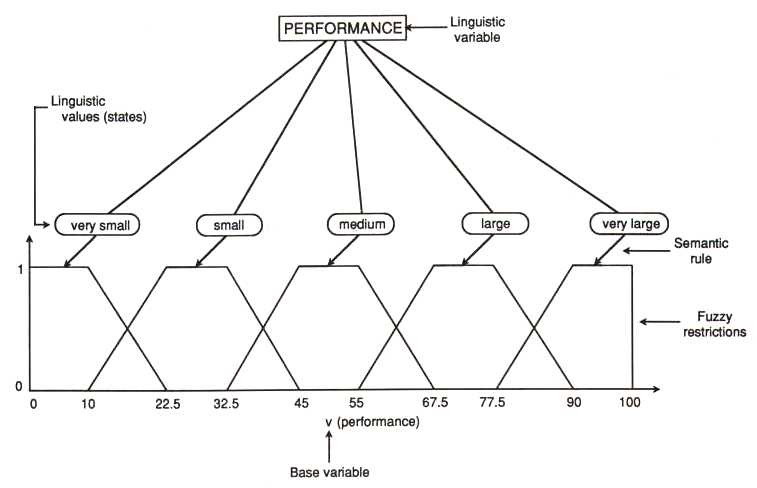 PERFORMANCE
Linguistic
variable
Linguistic
values (states)
very small
small
medium
large
very large
Semantic
rule
1
Fuzzy
restrictions
0
0 10 22.5 32.5 45 55 67.5 77.5 90 100
v (performance)
Base variable